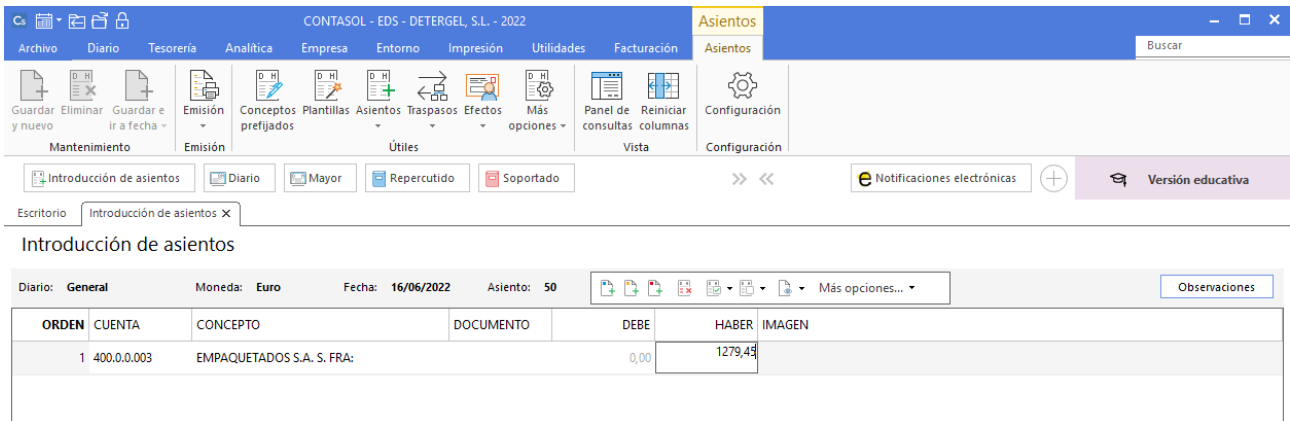 Cs CONTASOL - EDS - DETERGEL, S.L. - 2022 Asientos
Archivo Diario Tesorería Analítica Empresa Entorno Impresión Utilidades Facturación Asientos Buscar
Guardar y nuevo Eliminar Guardar e ir a fecha Emisión Conceptos prefijados Plantillas Asientos Traspasos Efectos Más opciones Panel de consultas Reiniciar columnas Configuración
Mantenimiento Emisión Útiles Vista Configuración
Introducción de asientos Diario Mayor Repercutido Soportado Notificaciones electrónicas Versión educativa
Escritorio Introducción de asientos X
Introducción de asientos
Diario: General Moneda: Euro Fecha: 16/06/2022 Asiento: 50 Más opciones... Observaciones
ORDEN CUENTA CONCEPTO DOCUMENTO DEBE HABER IMAGEN
1 400.0.0.003 EMPAQUETADOS S.A. S. FRA: 0,00 1279,45